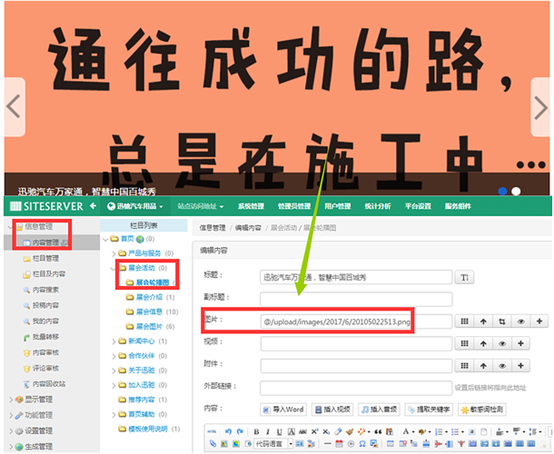 通往成功的路，
总是在施工中...
迅驰汽车万家通，智慧中国百城秀
SITESERVER 迅驰汽车用品 站点访问地址 系统管理 管理员管理 用户管理 统计分析 平台设置 服务组件
信息管理
内容管理
栏目管理
栏目及内容
内容搜索
投稿内容
我的内容
批量转移
内容审核
评论审核
内容回收站
显示管理
功能管理
设置管理
生成管理
栏目列表
首页 (0)
产品与服务 (0)
展会活动 (0)
展会轮播图
展会介绍 (1)
展会信息 (10)
展会图片 (6)
新闻中心 (0)
合作伙伴 (0)
关于迅驰 (0)
加入迅驰 (0)
推荐内容 (0)
首页辅助 (0)
模板使用说明 (0)
信息管理 / 内容管理 / 展会活动 / 展会轮播图
编辑内容
标题： 迅驰汽车万家通，智慧中国百城秀
副标题：
图片： @/upload/images/2017/6/20105022513.png
视频：
附件：
外部链接： 设置后链接将指向此地址
内容： 导入Word 插入视频 插入音频 提取关键字 敏感词检测
代码语言